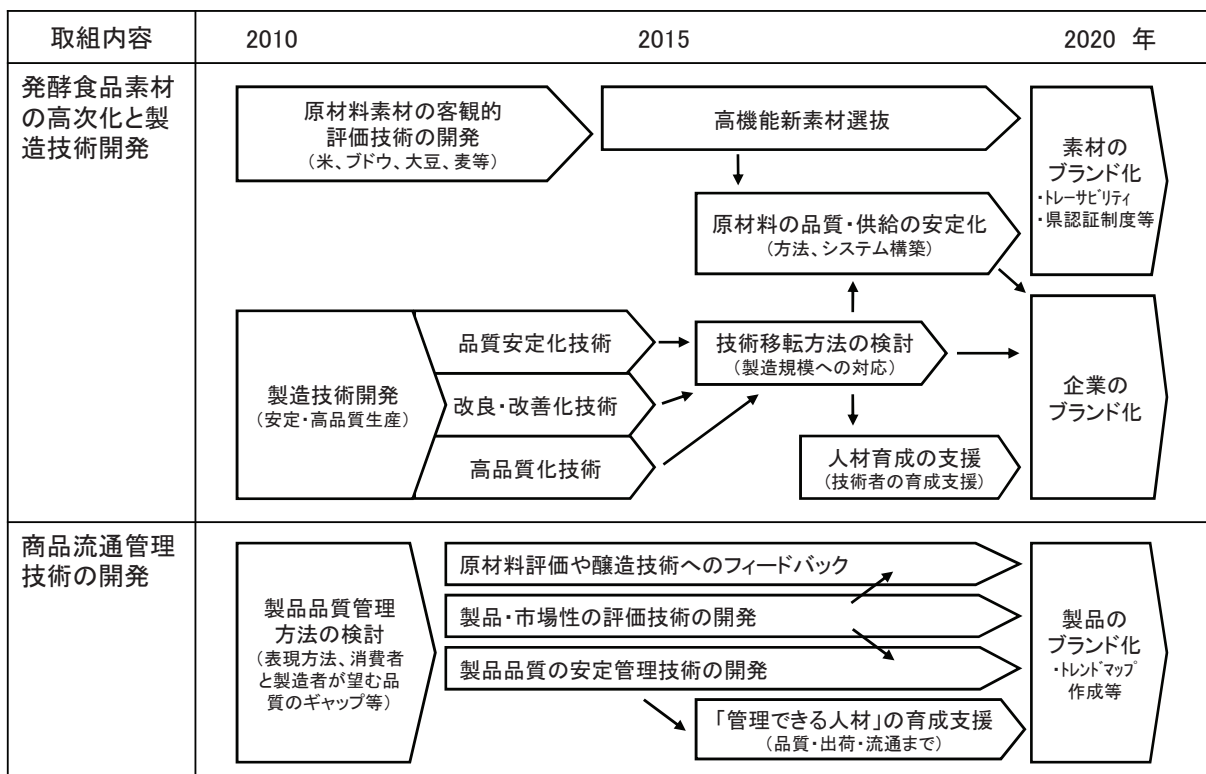 取組内容
2010
2015
2020 年
発酵食品素材
の高次化と製
造技術開発
原材料素材の客観的
評価技術の開発
(米、ブドウ、大豆、麦等)
高機能新素材選抜
素材の
ブランド化
・トレーサビリティ
・県認証制度等
原材料の品質・供給の安定化
(方法、システム構築)
製造技術開発
(安定・高品質生産)
品質安定化技術
改良・改善化技術
高品質化技術
技術移転方法の検討
(製造規模への対応)
人材育成の支援
(技術者の育成支援)
企業の
ブランド化
商品流通管理
技術の開発
製品品質管理
方法の検討
(表現方法、消費者
と製造者が望む品
質のギャップ等)
原材料評価や醸造技術へのフィードバック
製品・市場性の評価技術の開発
製品品質の安定管理技術の開発
「管理できる人材」の育成支援
(品質・出荷・流通まで)
製品の
ブランド化
・トレンドマップ
作成等